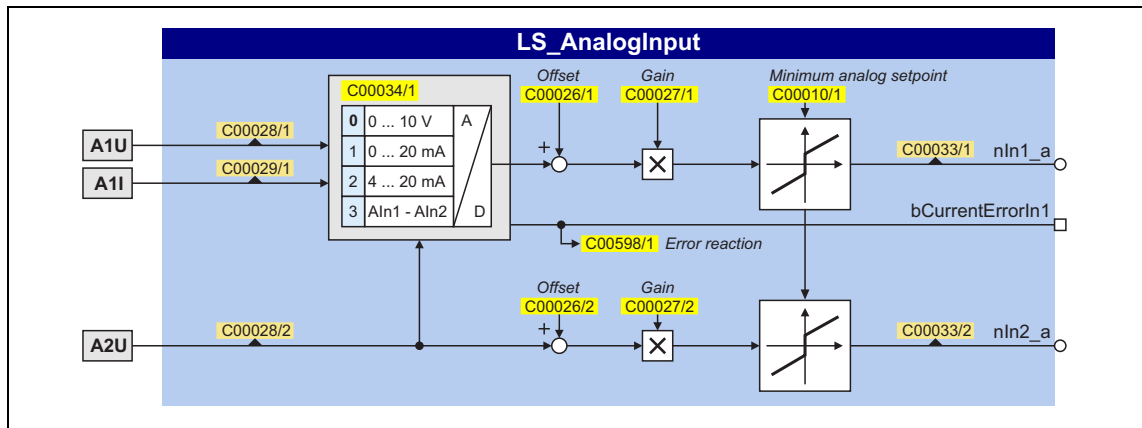 LS_AnalogInput
Offset
C00026/1
Gain
C00027/1
Minimum analog setpoint
C00010/1
C00034/1
0 0 ... 10 V
1 0 ... 20 mA
2 4 ... 20 mA
3 AIn1 - AIn2
A
D
A1U
C00028/1
A1I
C00029/1
+
×
C00033/1
nIn1_a
bCurrentErrorIn1
C00598/1 Error reaction
Offset
C00026/2
Gain
C00027/2
A2U
C00028/2
+
×
C00033/2
nIn2_a